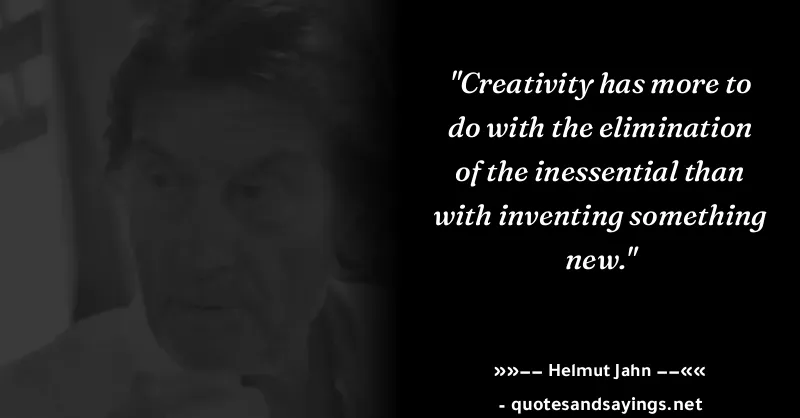 "Creativity has more to
do with the elimination
of the inessential than
with inventing something
new."
»»−− Helmut Jahn −−««
- quotesandsayings.net